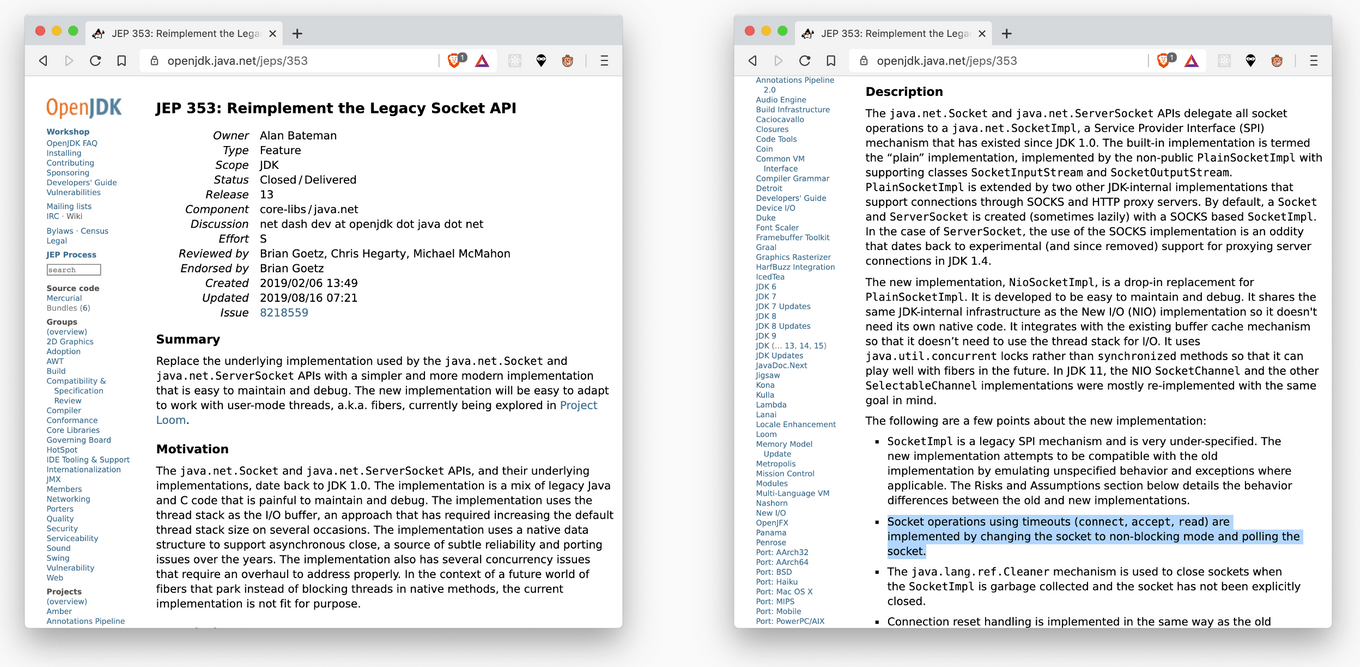 JEP 353: Reimplement the Lega
openjdk.java.net/jeps/353
1
OpenJDK
Workshop
OpenJDK FAQ
Installing
Contributing
Sponsoring
Developers' Guide
Vulnerabilities
Mailing lists
IRC · Wiki
Bylaws · Census
Legal
JEP Process
search
Source code
Mercurial
Bundles (6)
Groups
(overview)
2D Graphics
Adoption
AWT
Build
Compatibility &
Specification
Review
Compiler
Conformance
Core Libraries
Governing Board
HotSpot
IDE Tooling & Support
Internationalization
JMX
Members
Networking
Porters
Quality
Security
Serviceability
Sound
Swing
Vulnerability
Web
Projects
(overview)
Amber
Annotations Pipeline
JEP 353: Reimplement the Legacy Socket API
Owner Alan Bateman
Type Feature
Scope JDK
Status Closed / Delivered
Release 13
Component core-libs / java.net
Discussion net dash dev at openjdk dot java dot net
Effort S
Reviewed by Brian Goetz, Chris Hegarty, Michael McMahon
Endorsed by Brian Goetz
Created 2019/02/06 13:49
Updated 2019/08/16 07:21
Issue 8218559
Summary
Replace the underlying implementation used by the java.net.Socket and
java.net.ServerSocket APIs with a simpler and more modern implementation
that is easy to maintain and debug. The new implementation will be easy to adapt
to work with user-mode threads, a.k.a. fibers, currently being explored in Project
Loom.
Motivation
The java.net.Socket and java.net.ServerSocket APIs, and their underlying
implementations, date back to JDK 1.0. The implementation is a mix of legacy Java
and C code that is painful to maintain and debug. The implementation uses the
thread stack as the I/O buffer, an approach that has required increasing the default
thread stack size on several occasions. The implementation uses a native data
structure to support asynchronous close, a source of subtle reliability and porting
issues over the years. The implementation also has several concurrency issues
that require an overhaul to address properly. In the context of a future world of
fibers that park instead of blocking threads in native methods, the current
implementation is not fit for purpose.
JEP 353: Reimplement the Lega
openjdk.java.net/jeps/353
1
Annotations Pipeline
2.0
Audio Engine
Build Infrastructure
Caciocavallo
Closures
Code Tools
Coin
Common VM
Interface
Compiler Grammar
Detroit
Developers' Guide
Device I/O
Duke
Font Scaler
Framebuffer Toolkit
Graal
Graphics Rasterizer
HarfBuzz Integration
IcedTea
JDK 6
JDK 7
JDK 7 Updates
JDK 8
JDK 8 Updates
JDK 9
JDK (... 13, 14, 15)
JDK Updates
JavaDoc.Next
Jigsaw
Kona
Kulla
Lambda
Lanai
Locale Enhancement
Loom
Memory Model
Update
Metropolis
Mission Control
Modules
Multi-Language VM
Nashorn
New I/O
OpenJFX
Panama
Penrose
Port: AArch32
Port: AArch64
Port: BSD
Port: Haiku
Port: Mac OS X
Port: MIPS
Port: Mobile
Port: PowerPC/AIX
Description
The java.net.Socket and java.net.ServerSocket APIs delegate all socket
operations to a java.net.SocketImpl, a Service Provider Interface (SPI)
mechanism that has existed since JDK 1.0. The built-in implementation is termed
the “plain” implementation, implemented by the non-public PlainSocketImpl with
supporting classes SocketInputStream and SocketOutputStream.
PlainSocketImpl is extended by two other JDK-internal implementations that
support connections through SOCKS and HTTP proxy servers. By default, a Socket
and ServerSocket is created (sometimes lazily) with a SOCKS based SocketImpl.
In the case of ServerSocket, the use of the SOCKS implementation is an oddity
that dates back to experimental (and since removed) support for proxying server
connections in JDK 1.4.
The new implementation, NioSocketImpl, is a drop-in replacement for
PlainSocketImpl. It is developed to be easy to maintain and debug. It shares the
same JDK-internal infrastructure as the New I/O (NIO) implementation so it doesn't
need its own native code. It integrates with the existing buffer cache mechanism
so that it doesn’t need to use the thread stack for I/O. It uses
java.util.concurrent locks rather than synchronized methods so that it can
play well with fibers in the future. In JDK 11, the NIO SocketChannel and the other
SelectableChannel implementations were mostly re-implemented with the same
goal in mind.
The following are a few points about the new implementation:
▪ SocketImpl is a legacy SPI mechanism and is very under-specified. The
new implementation attempts to be compatible with the old
implementation by emulating unspecified behavior and exceptions where
applicable. The Risks and Assumptions section below details the behavior
differences between the old and new implementations.
▪ Socket operations using timeouts (connect, accept, read) are
implemented by changing the socket to non-blocking mode and polling the
socket.
▪ The java.lang.ref.Cleaner mechanism is used to close sockets when
the SocketImpl is garbage collected and the socket has not been explicitly
closed.
▪ Connection reset handling is implemented in the same way as the old